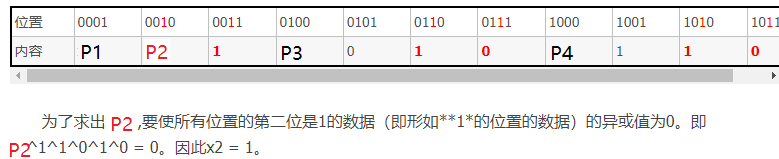 位置 0001 0010 0011 0100 0101 0110 0111 1000 1001 1010 1011
内容 P1 P2 1 P3 0 1 0 P4 1 1 0
为了求出 P2 ,要使所有位置的第二位是1的数据（即形如**1*的位置的数据）的异或值为0。即
P2^1^1^0^1^0 = 0。因此x2 = 1。